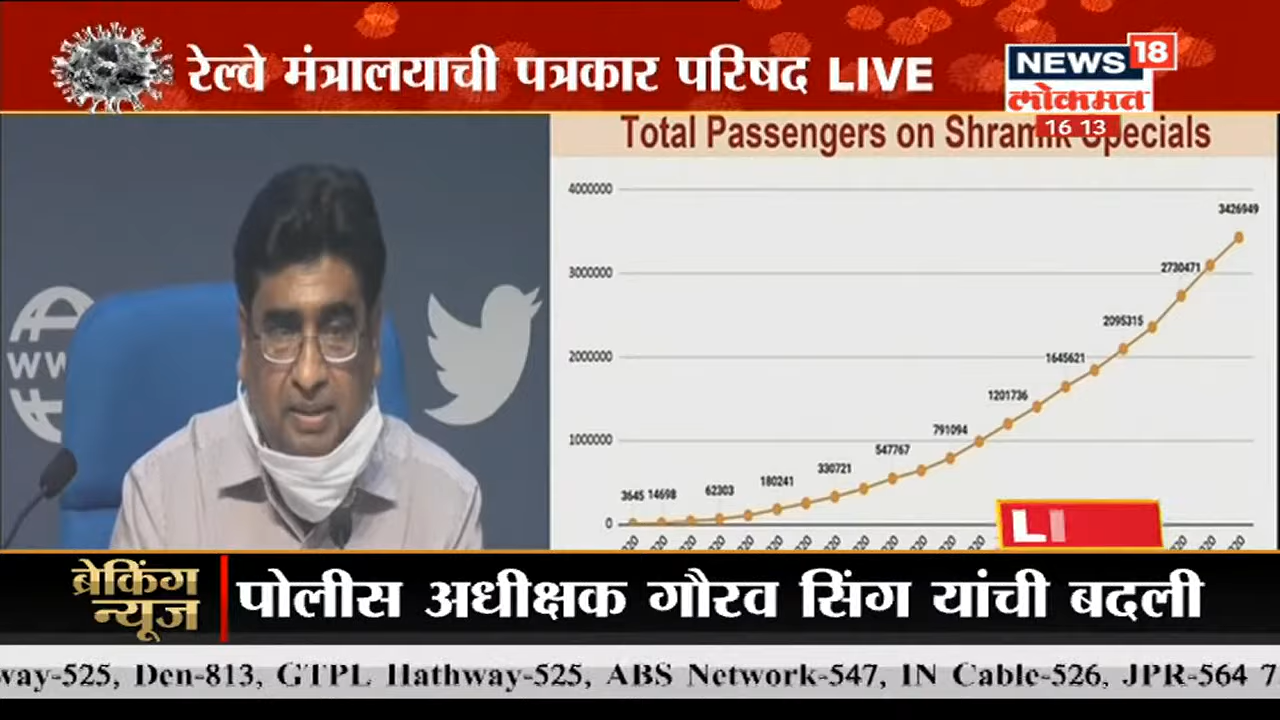 रेल्वे मंत्रालयाची पत्रकार परिषद LIVE
NEWS 18
लोकमत
16 13
Total Passengers on Shramik Specials
4000000
3000000
2000000
1000000
0
3645
14698
62303
180241
330721
547767
791094
1201736
1645621
2095315
2730471
3426949
LI
ब्रेकिंग
न्यूज
पोलीस अधीक्षक गौरव सिंग यांची बदली
way-525, Den-813, GTPL Hathway-525, ABS Network-547, IN Cable-526, JPR-564 7